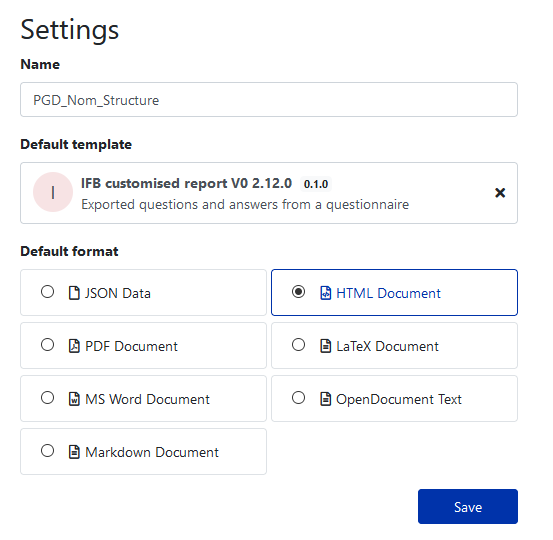 Settings
Name
PGD_Nom_Structure
Default template
I
IFB customised report V0 2.12.0 0.1.0
Exported questions and answers from a questionnaire
Default format
JSON Data
HTML Document
PDF Document
LaTeX Document
MS Word Document
OpenDocument Text
Markdown Document
Save